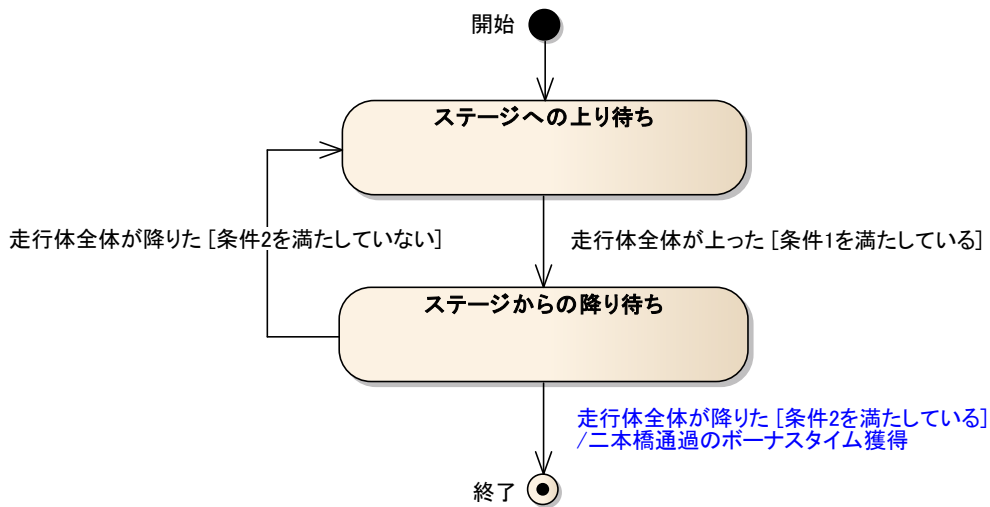 開始
ステージへの上り待ち
走行体全体が降りた [条件2を満たしていない]
走行体全体が上った [条件1を満たしている]
ステージからの降り待ち
走行体全体が降りた [条件2を満たしている]
/二本橋通過のボーナスタイム獲得
終了